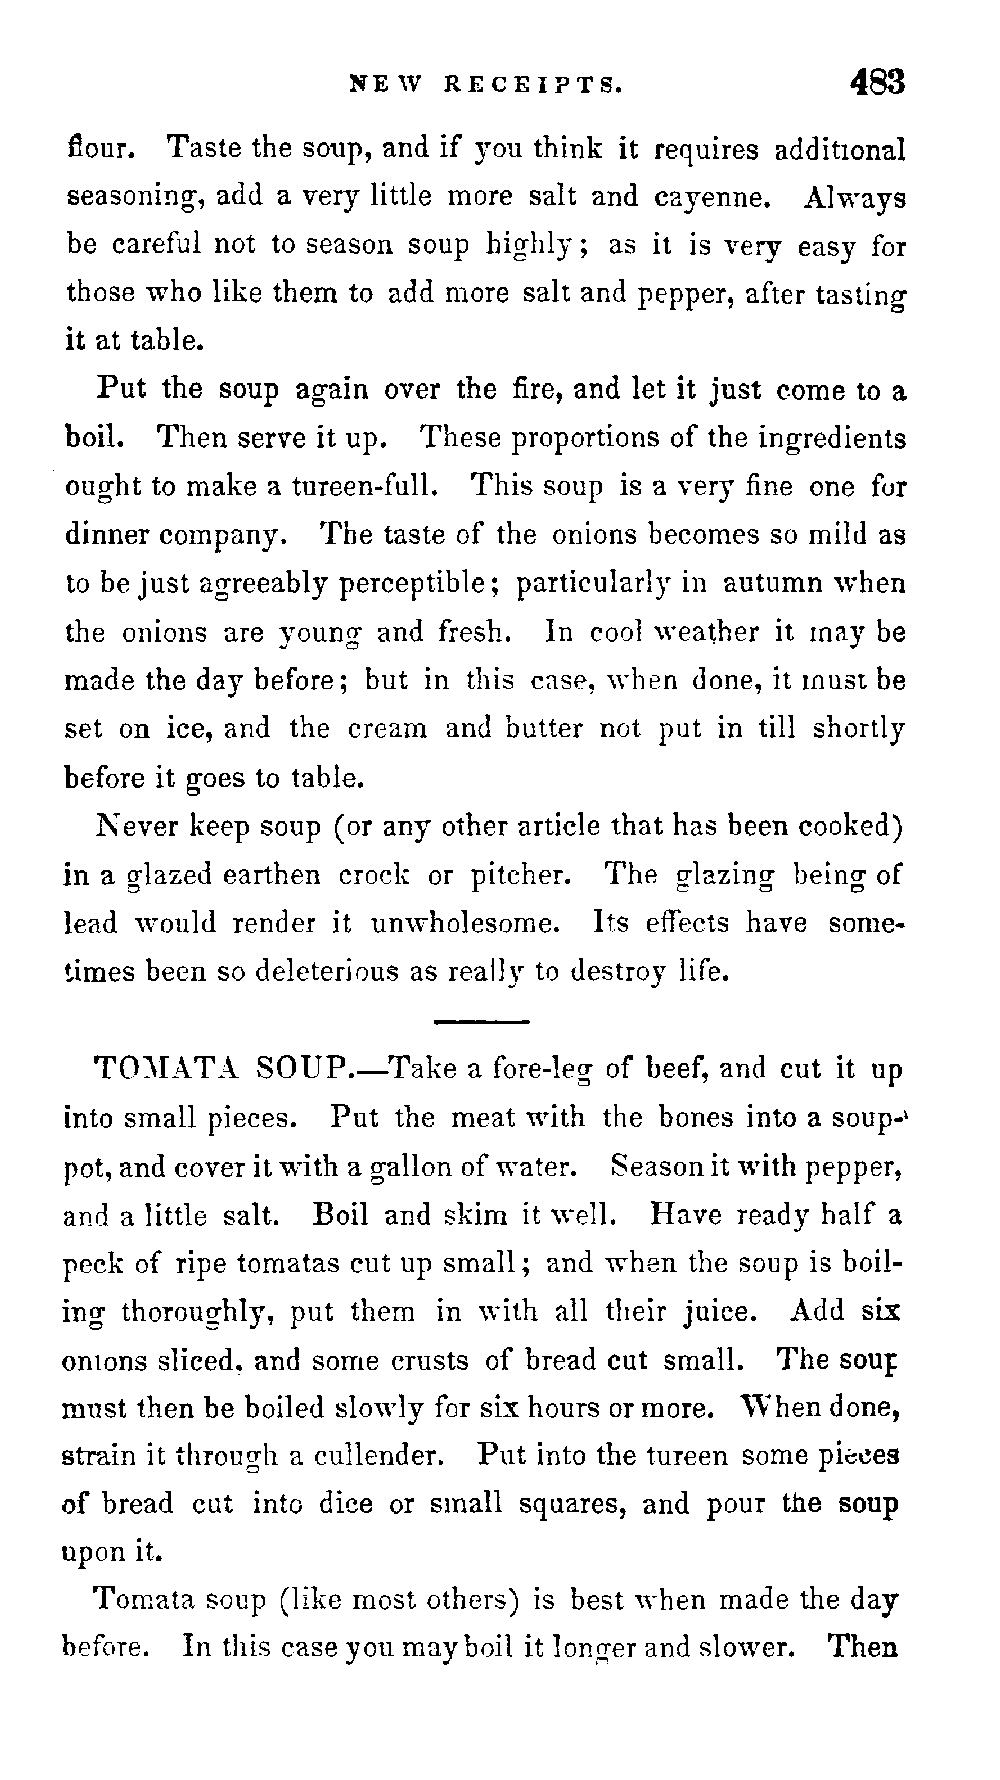 NEW RECEIPTS. 483
flour. Taste the soup, and if you think it requires additional
seasoning, add a very little more salt and cayenne. Always
be careful not to season soup highly; as it is very easy for
those who like them to add more salt and pepper, after tasting
it at table.
Put the soup again over the fire, and let it just come to a
boil. Then serve it up. These proportions of the ingredients
ought to make a tureen-full. This soup is a very fine one for
dinner company. The taste of the onions becomes so mild as
to be just agreeably perceptible; particularly in autumn when
the onions are young and fresh. In cool weather it may be
made the day before; but in this case, when done, it must be
set on ice, and the cream and butter not put in till shortly
before it goes to table.
Never keep soup (or any other article that has been cooked)
in a glazed earthen crock or pitcher. The glazing being of
lead would render it unwholesome. Its effects have some-
times been so deleterious as really to destroy life.
TOMATA SOUP.—Take a fore-leg of beef, and cut it up
into small pieces. Put the meat with the bones into a soup-
pot, and cover it with a gallon of water. Season it with pepper,
and a little salt. Boil and skim it well. Have ready half a
peck of ripe tomatas cut up small; and when the soup is boil-
ing thoroughly, put them in with all their juice. Add six
onions sliced, and some crusts of bread cut small. The soup
must then be boiled slowly for six hours or more. When done,
strain it through a cullender. Put into the tureen some pieces
of bread cut into dice or small squares, and pour the soup
upon it.
Tomata soup (like most others) is best when made the day
before. In this case you may boil it longer and slower. Then